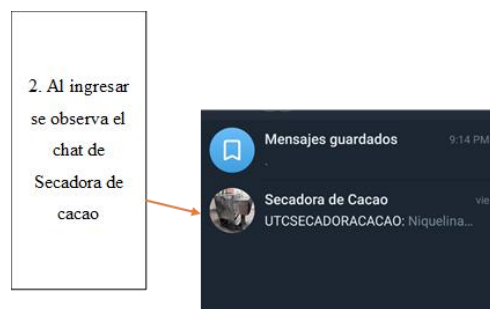 2. Al ingresar
se observa el
chat de
Secadora de
cacao
Mensajes guardados 9:14 PM
.
Secadora de Cacao vie
UTCSECADORACACAO: Niquelina...